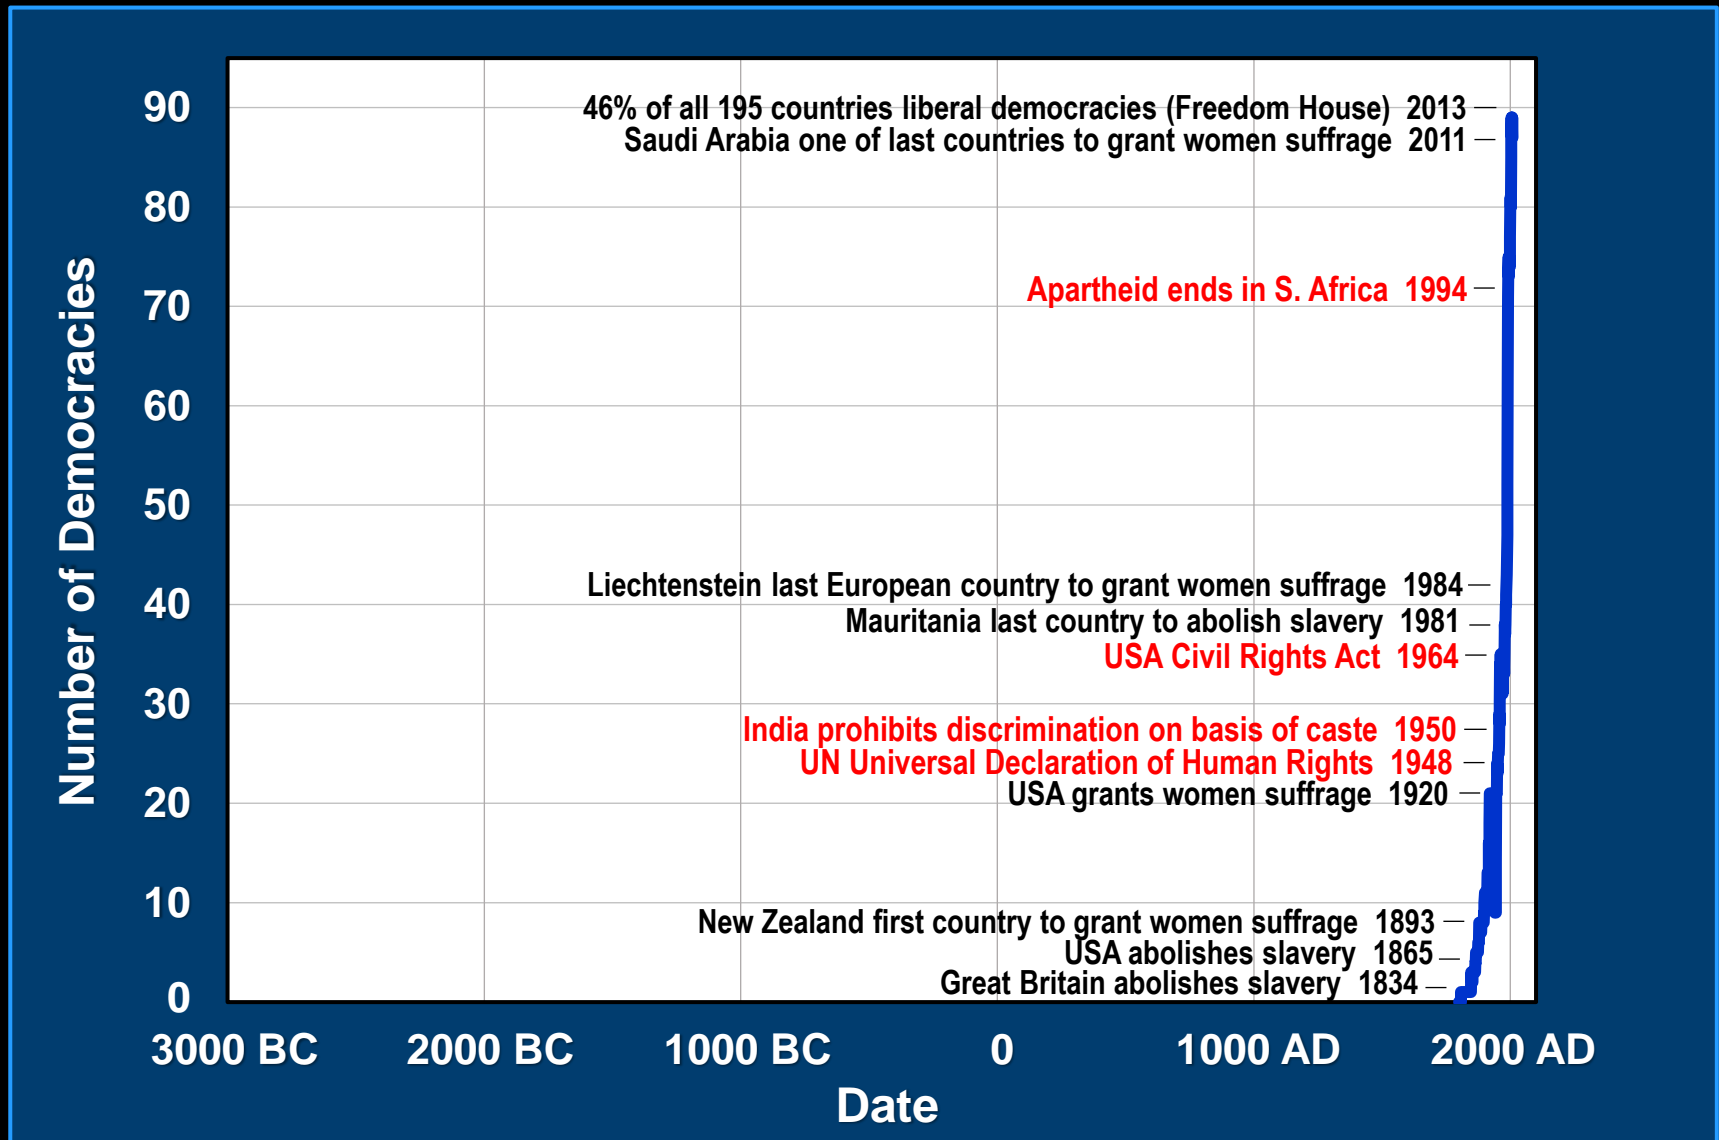 90
80
70
60
50
40
30
20
10
0
Number of Democracies
46% of all 195 countries liberal democracies (Freedom House) 2013
Saudi Arabia one of last countries to grant women suffrage 2011
Apartheid ends in S. Africa 1994
Liechtenstein last European country to grant women suffrage 1984
Mauritania last country to abolish slavery 1981
USA Civil Rights Act 1964
India prohibits discrimination on basis of caste 1950
UN Universal Declaration of Human Rights 1948
USA grants women suffrage 1920
New Zealand first country to grant women suffrage 1893
USA abolishes slavery 1865
Great Britain abolishes slavery 1834
3000 BC 2000 BC 1000 BC 0 1000 AD 2000 AD
Date